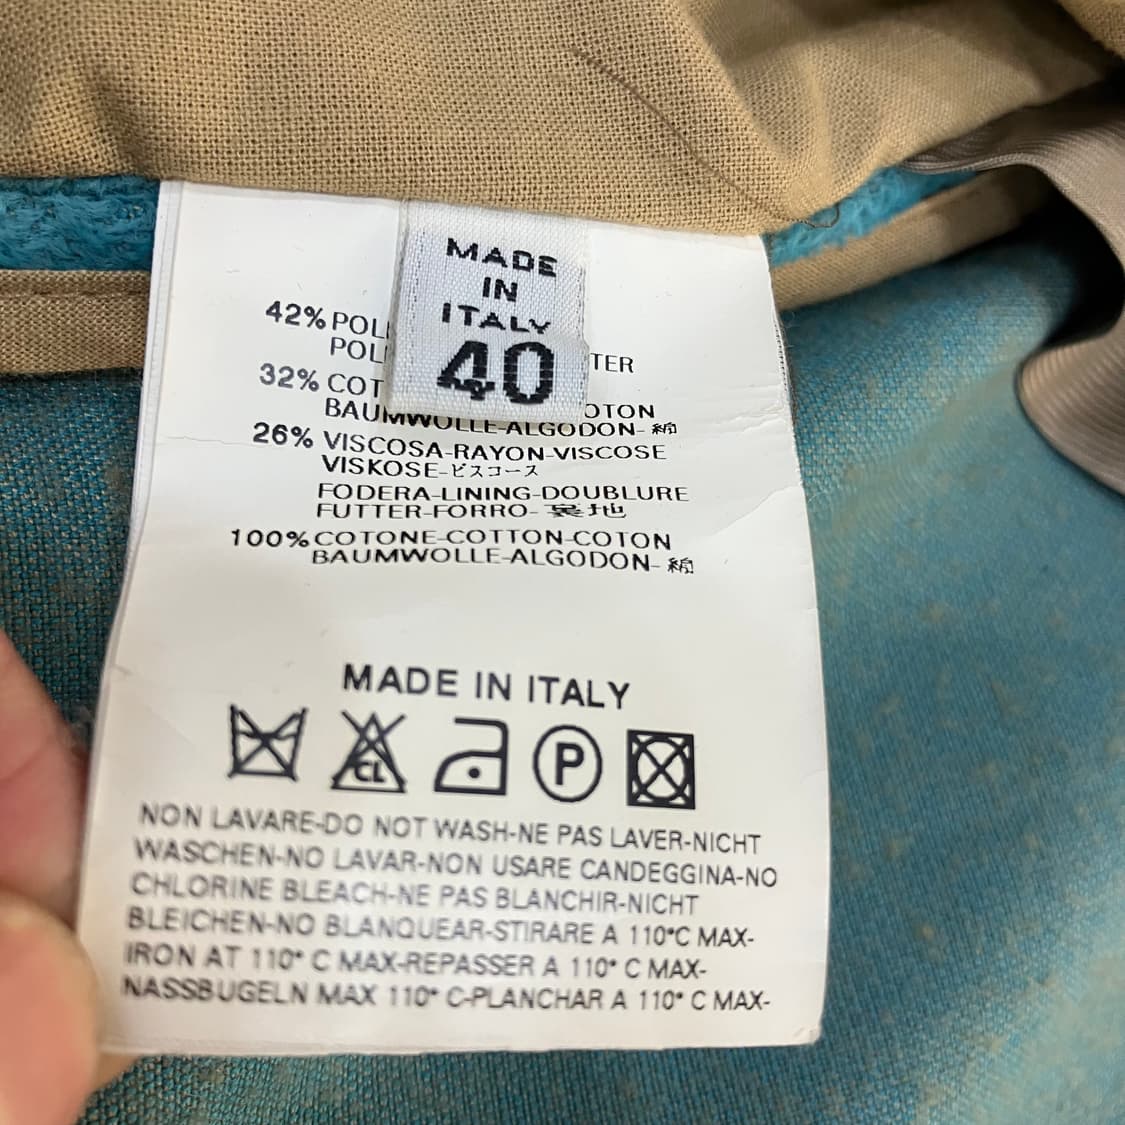 MADE
IN
ITALY
40
42% POL
POL TER
32% COT OTON
BAUMWOLLE-ALGODON-綿
26% VISCOSA-RAYON-VISCOSE
VISKOSE-ビスコース
FODERA-LINING-DOUBLURE
FUTTER-FORRO-裏地
100% COTONE-COTTON-COTON
BAUMWOLLE-ALGODON-綿
MADE IN ITALY
CL P
NON LAVARE-DO NOT WASH-NE PAS LAVER-NICHT
WASCHEN-NO LAVAR-NON USARE CANDEGGINA-NO
CHLORINE BLEACH-NE PAS BLANCHIR-NICHT
BLEICHEN-NO BLANQUEAR-STIRARE A 110°C MAX-
IRON AT 110° C MAX-REPASSER A 110° C MAX-
NASSBUGELN MAX 110° C-PLANCHAR A 110° C MAX-